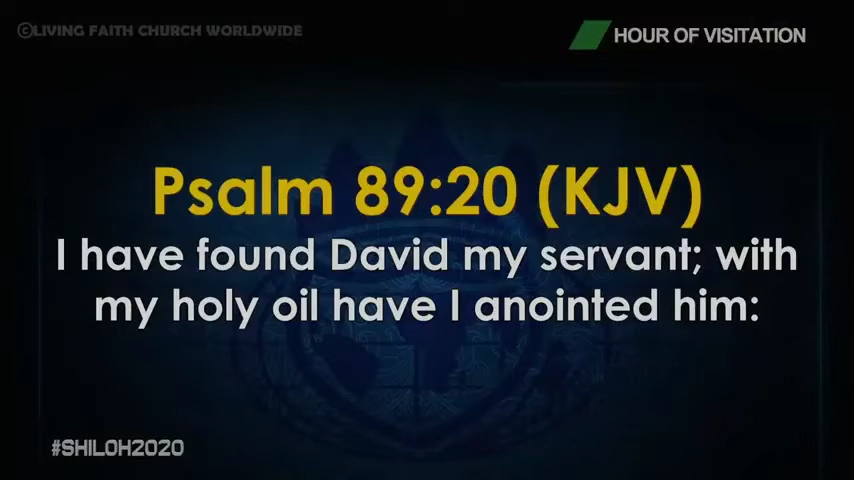 ©LIVING FAITH CHURCH WORLDWIDE
HOUR OF VISITATION
Psalm 89:20 (KJV)
I have found David my servant; with
my holy oil have I anointed him:
#SHILOH2020